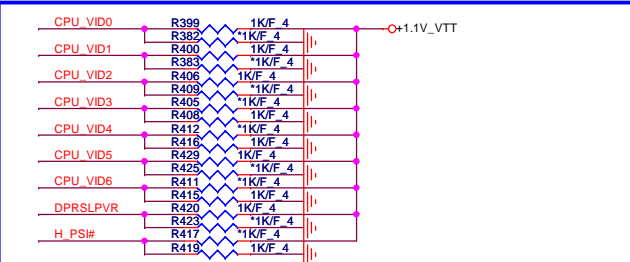 CPU_VID0 R399 1K/F_4 +1.1V_VTT
R382 *1K/F_4
CPU_VID1 R400 1K/F_4
R383 *1K/F_4
CPU_VID2 R406 1K/F_4
R409 *1K/F_4
CPU_VID3 R405 *1K/F_4
R408 1K/F_4
CPU_VID4 R412 *1K/F_4
R416 1K/F_4
CPU_VID5 R429 1K/F_4
R425 *1K/F_4
CPU_VID6 R411 *1K/F_4
R415 1K/F_4
DPRSLPVR R420 1K/F_4
R423 *1K/F_4
H_PSI# R417 *1K/F_4
R419 1K/F_4